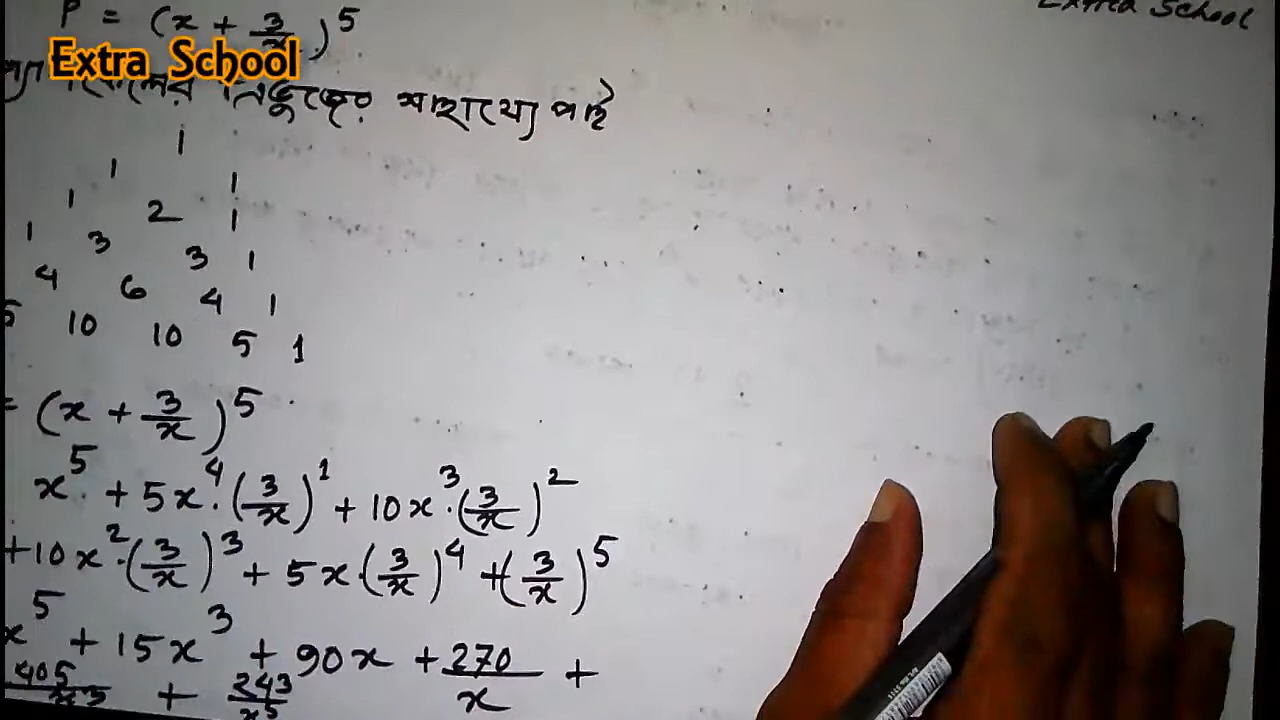 P = (x + 3/x)^5
Extra School
Extra School
ত্রিভুজের সাহায্যে পাই
1
1 1
1 2 1
1 3 3 1
4 6 4 1
5 10 10 5 1
= (x + 3/x)^5
x^5 + 5x^4 · (3/x)^1 + 10x^3 · (3/x)^2
+ 10x^2 · (3/x)^3 + 5x · (3/x)^4 + (3/x)^5
x^5 + 15x^3 + 90x + 270/x +
405/x^3 + 243/x^5